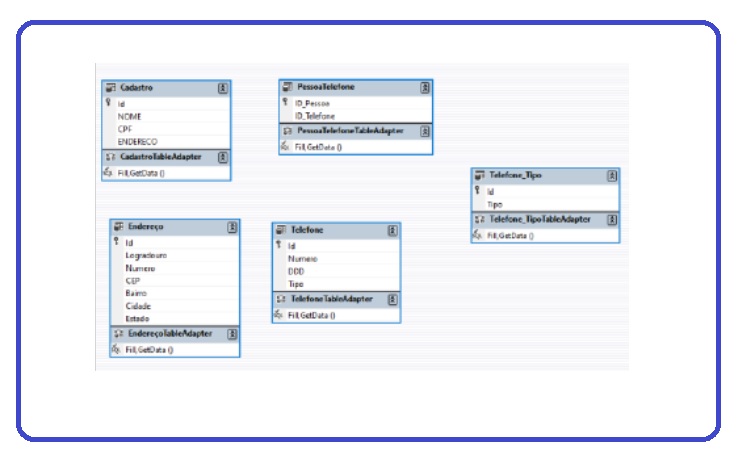 Cadastro
Id
NOME
CPF
ENDERECO
CadastroTableAdapter
Fill,GetData ()
PessoaTelefone
ID_Pessoa
ID_Telefone
PessoaTelefoneTableAdapter
Fill,GetData ()
Telefone_Tipo
Id
Tipo
Telefone_TipoTableAdapter
Fill,GetData ()
Endereço
Id
Logradouro
Numero
CEP
Bairro
Cidade
Estado
EndereçoTableAdapter
Fill,GetData ()
Telefone
Id
Numero
DDD
Tipo
TelefoneTableAdapter
Fill,GetData ()